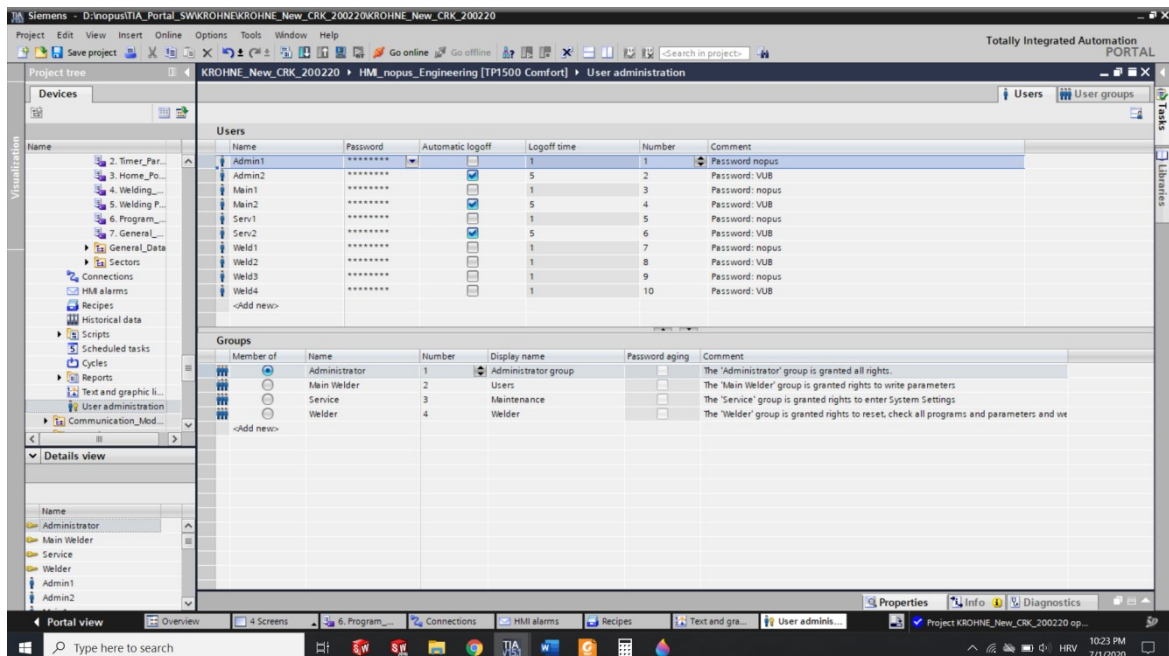 Siemens - D:\nopus\TIA_Portal_SW\KROHNE\KROHNE_New_CRK_200220\KROHNE_New_CRK_200220
Project Edit View Insert Online Options Tools Window Help
Totally Integrated Automation
PORTAL
Save project Go online Go offline <Search in project>
Project tree
KROHNE_New_CRK_200220 HMI_nopus_Engineering [TP1500 Comfort] User administration
Devices
Users User groups
Tasks
Libraries
Visualization
Users
Name
Name Password Automatic logoff Logoff time Number Comment
2. Timer_Par...
3. Home_Po...
4. Welding_...
5. Welding P...
6. Program_...
7. General_...
General_Data
Sectors
Connections
HMI alarms
Recipes
Historical data
Scripts
Scheduled tasks
Cycles
Reports
Text and graphic li...
User administration
Communication_Mod...
Admin1 ******** 1 1 Password nopus
Admin2 ******** 5 2 Password: VUB
Main1 ******** 1 3 Password: nopus
Main2 ******** 5 4 Password: VUB
Serv1 ******** 1 5 Password: nopus
Serv2 ******** 5 6 Password: VUB
Weld1 ******** 1 7 Password: nopus
Weld2 ******** 1 8 Password: VUB
Weld3 ******** 1 9 Password: nopus
Weld4 ******** 1 10 Password: VUB
<Add new>
Groups
Member of Name Number Display name Password aging Comment
Administrator 1 Administrator group The 'Administrator' group is granted all rights.
Main Welder 2 Users The 'Main Welder' group is granted rights to write parameters
Service 3 Maintenance The 'Service' group is granted rights to enter System Settings
Welder 4 Welder The 'Welder' group is granted rights to reset, check all programs and parameters and we
<Add new>
Details view
Name
Administrator
Main Welder
Service
Welder
Admin1
Admin2
Properties Info Diagnostics
Portal view Overview 4 Screens 6. Program_... Connections HMI alarms Recipes Text and gra... User adminis... Project KROHNE_New_CRK_200220 op...
Type here to search
HRV
10:23 PM
7/1/2020